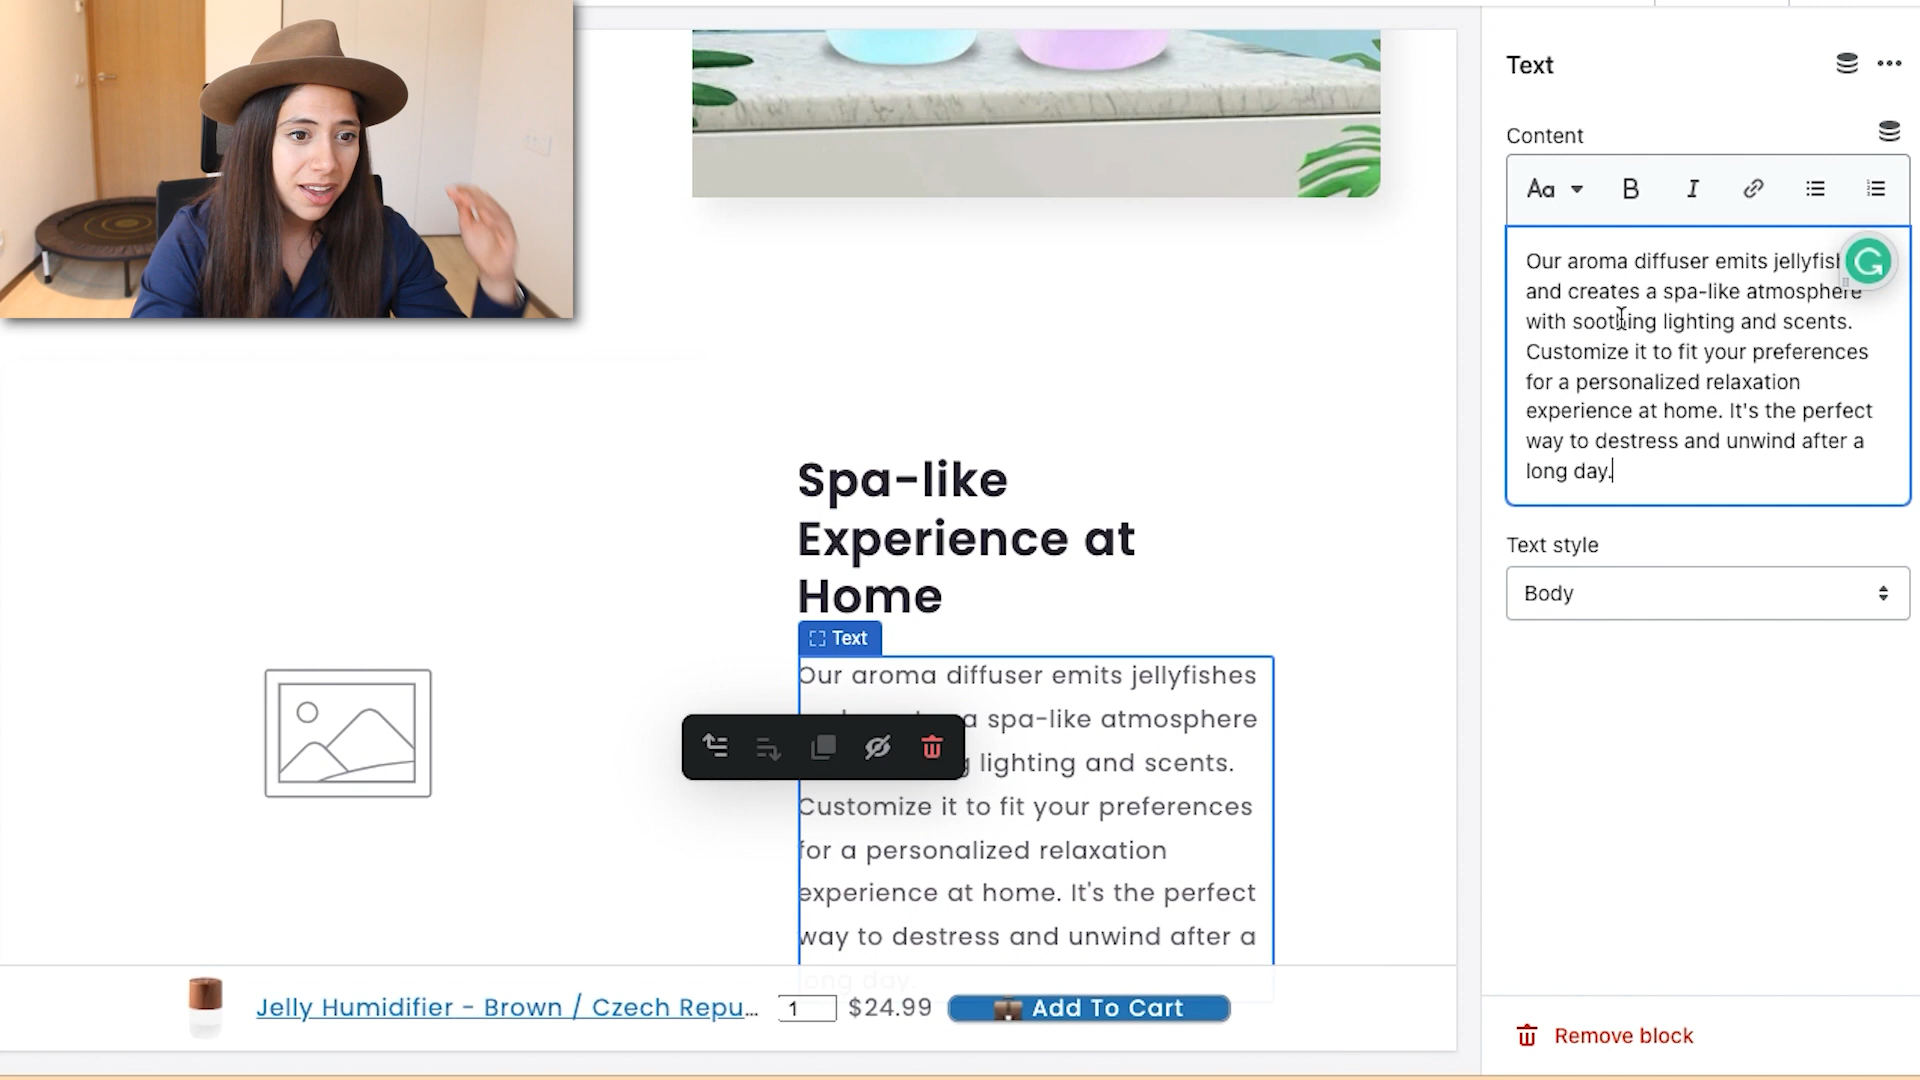 Text
Content
Aa B I
Our aroma diffuser emits
and creates a spa-like atmosphere
with soothing lighting and scents.
Customize it to fit your preferences
for a personalized relaxation
experience at home. It's the perfect
way to destress and unwind after a
long day.
Text style
Body
Remove block
Spa-like
Experience at
Home
Text
Our aroma diffuser emits jellyfishes
a spa-like atmosphere
lighting and scents.
Customize it to fit your preferences
for a personalized relaxation
experience at home. It's the perfect
way to destress and unwind after a
long day.
Jelly Humidifier - Brown / Czech Repu... 1 $24.99 Add To Cart